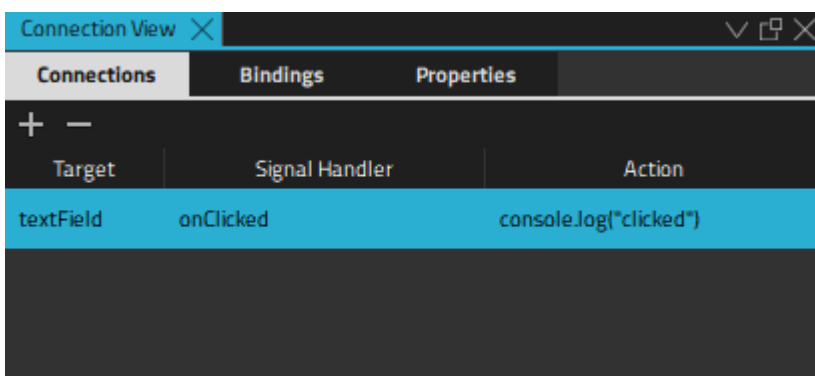 Connection View
Connections Bindings Properties
Target Signal Handler Action
textField onClicked console.log("clicked")